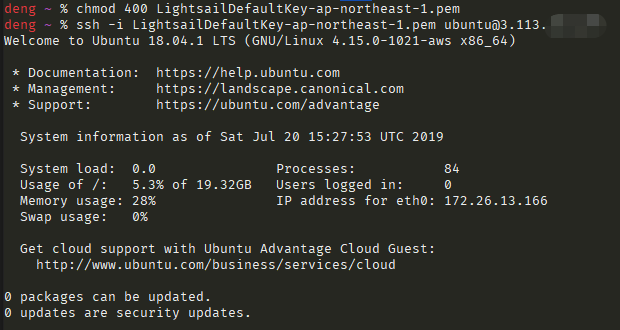 deng ~ % chmod 400 LightsailDefaultKey-ap-northeast-1.pem
deng ~ % ssh -i LightsailDefaultKey-ap-northeast-1.pem ubuntu@3.113.
Welcome to Ubuntu 18.04.1 LTS (GNU/Linux 4.15.0-1021-aws x86_64)
* Documentation: https://help.ubuntu.com
* Management: https://landscape.canonical.com
* Support: https://ubuntu.com/advantage
System information as of Sat Jul 20 15:27:53 UTC 2019
System load: 0.0 Processes: 84
Usage of /: 5.3% of 19.32GB Users logged in: 0
Memory usage: 28% IP address for eth0: 172.26.13.166
Swap usage: 0%
Get cloud support with Ubuntu Advantage Cloud Guest:
http://www.ubuntu.com/business/services/cloud
0 packages can be updated.
0 updates are security updates.